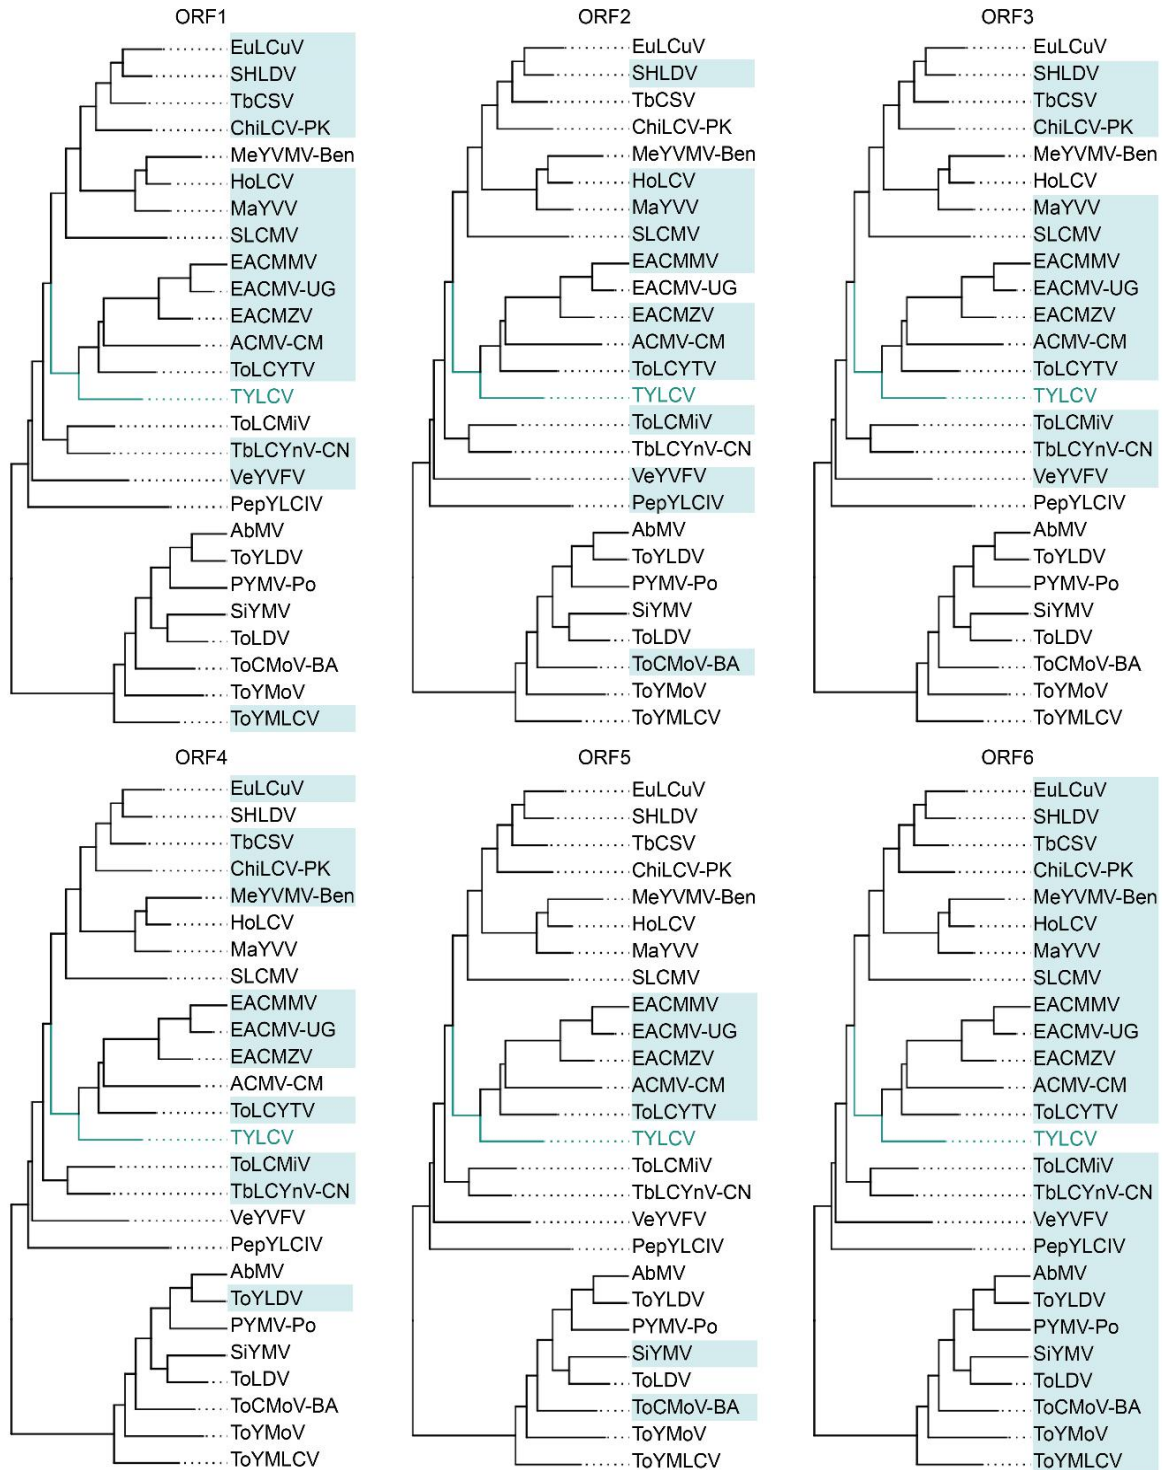 ORF1
EuLCuV
SHLDV
TbCSV
ChiLCV-PK
MeYVMV-Ben
HoLCV
MaYVV
SLCMV
EACMMV
EACMV-UG
EACMZV
ACMV-CM
ToLCYTV
TYLCV
ToLCMiV
TbLCYnV-CN
VeYVFV
PepYLCIV
AbMV
ToYLDV
PYMV-Po
SiYMV
ToLDV
ToCMoV-BA
ToYMoV
ToYMLCV
ORF2
EuLCuV
SHLDV
TbCSV
ChiLCV-PK
MeYVMV-Ben
HoLCV
MaYVV
SLCMV
EACMMV
EACMV-UG
EACMZV
ACMV-CM
ToLCYTV
TYLCV
ToLCMiV
TbLCYnV-CN
VeYVFV
PepYLCIV
AbMV
ToYLDV
PYMV-Po
SiYMV
ToLDV
ToCMoV-BA
ToYMoV
ToYMLCV
ORF3
EuLCuV
SHLDV
TbCSV
ChiLCV-PK
MeYVMV-Ben
HoLCV
MaYVV
SLCMV
EACMMV
EACMV-UG
EACMZV
ACMV-CM
ToLCYTV
TYLCV
ToLCMiV
TbLCYnV-CN
VeYVFV
PepYLCIV
AbMV
ToYLDV
PYMV-Po
SiYMV
ToLDV
ToCMoV-BA
ToYMoV
ToYMLCV
ORF4
EuLCuV
SHLDV
TbCSV
ChiLCV-PK
MeYVMV-Ben
HoLCV
MaYVV
SLCMV
EACMMV
EACMV-UG
EACMZV
ACMV-CM
ToLCYTV
TYLCV
ToLCMiV
TbLCYnV-CN
VeYVFV
PepYLCIV
AbMV
ToYLDV
PYMV-Po
SiYMV
ToLDV
ToCMoV-BA
ToYMoV
ToYMLCV
ORF5
EuLCuV
SHLDV
TbCSV
ChiLCV-PK
MeYVMV-Ben
HoLCV
MaYVV
SLCMV
EACMMV
EACMV-UG
EACMZV
ACMV-CM
ToLCYTV
TYLCV
ToLCMiV
TbLCYnV-CN
VeYVFV
PepYLCIV
AbMV
ToYLDV
PYMV-Po
SiYMV
ToLDV
ToCMoV-BA
ToYMoV
ToYMLCV
ORF6
EuLCuV
SHLDV
TbCSV
ChiLCV-PK
MeYVMV-Ben
HoLCV
MaYVV
SLCMV
EACMMV
EACMV-UG
EACMZV
ACMV-CM
ToLCYTV
TYLCV
ToLCMiV
TbLCYnV-CN
VeYVFV
PepYLCIV
AbMV
ToYLDV
PYMV-Po
SiYMV
ToLDV
ToCMoV-BA
ToYMoV
ToYMLCV